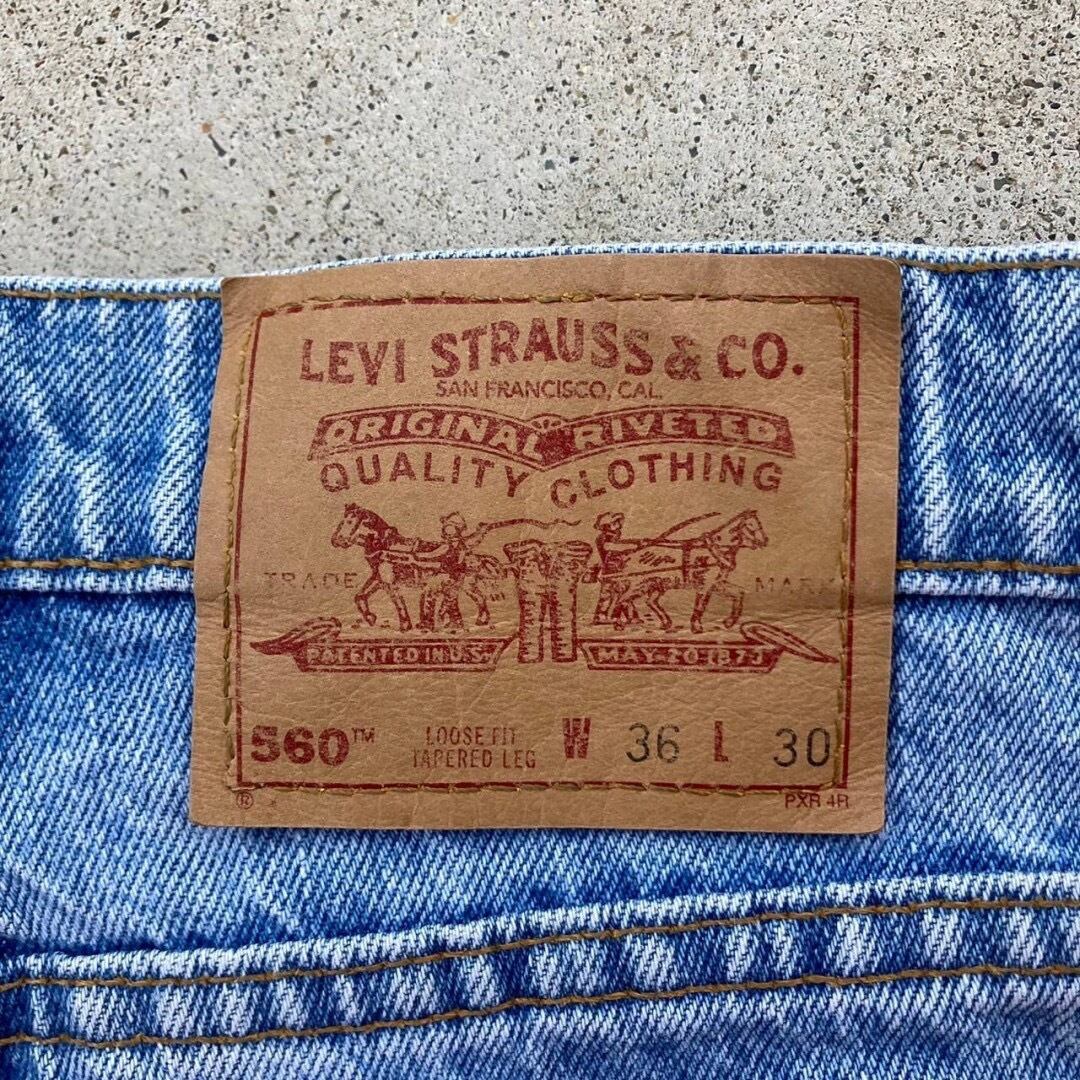 LEVI STRAUSS & CO.
SAN FRANCISCO, CAL.
ORIGINAL RIVETED
QUALITY CLOTHING
TRADE MARK
PATENTED IN U.S. MAY 20 1873
560™ LOOSE FIT W 36 L 30
TAPERED LEG
® PXR 4R